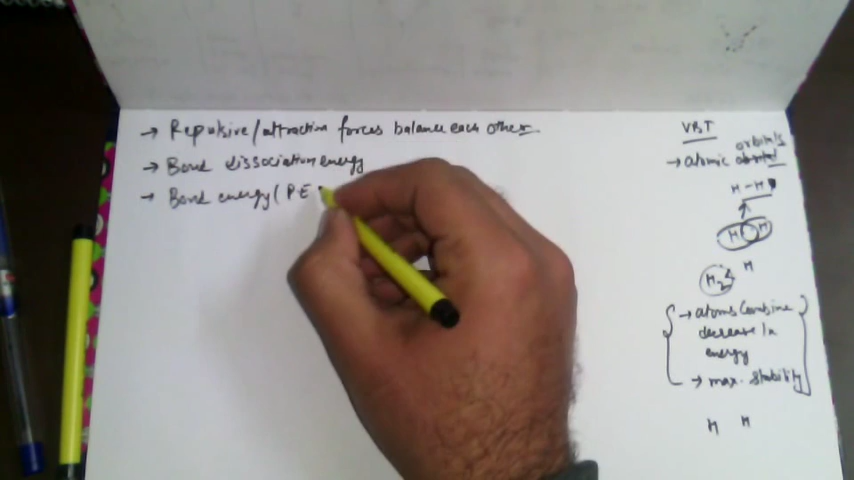 → Repulsive/attraction forces balance each other
→ Bond dissociation energy
→ Bond energy (P.E
VBT
orbitals
→ atomic
H-H
H H
H2< H
→ atoms combine
decrease in
energy
→ max. stability
H H